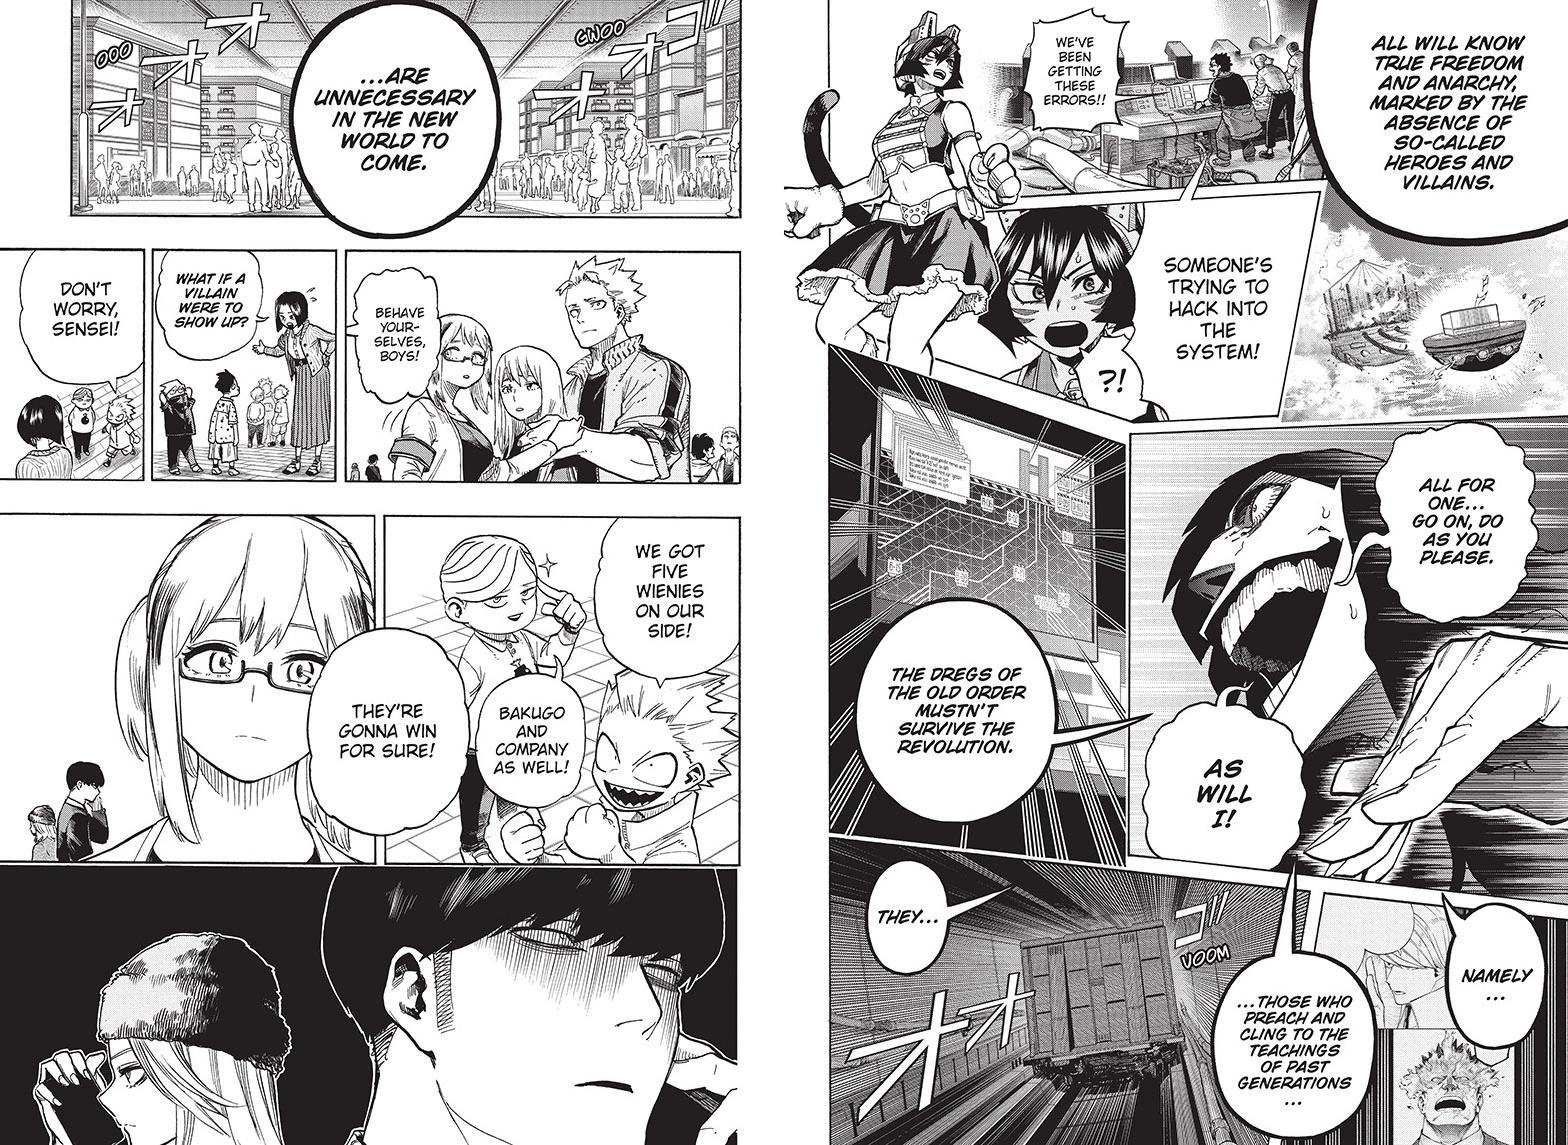 ALL WILL KNOW
TRUE FREEDOM
AND ANARCHY,
MARKED BY THE
ABSENCE OF
SO-CALLED
HEROES AND
VILLAINS.
WE'VE
BEEN
GETTING
THESE
ERRORS!!
SOMEONE'S
TRYING TO
HACK INTO
THE
SYSTEM!
?!
ALL FOR
ONE...
GO ON, DO
AS YOU
PLEASE.
AS
WILL
I!
THE DREGS OF
THE OLD ORDER
MUSTN'T
SURVIVE THE
REVOLUTION.
NAMELY
...
...THOSE WHO
PREACH AND
CLING TO THE
TEACHINGS
OF PAST
GENERATIONS
...
THEY...
ゴ
VOOM
オ
オ
ゴ
GWOO
オ
オ
...ARE
UNNECESSARY
IN THE NEW
WORLD TO
COME.
オ
オ
オ
OOO
BEHAVE
YOUR-
SELVES,
BOYS!
WHAT IF A
VILLAIN
WERE TO
SHOW UP?
DON'T
WORRY,
SENSEI!
WE GOT
FIVE
WIENIES
ON OUR
SIDE!
BAKUGO
AND
COMPANY
AS WELL!
THEY'RE
GONNA WIN
FOR SURE!